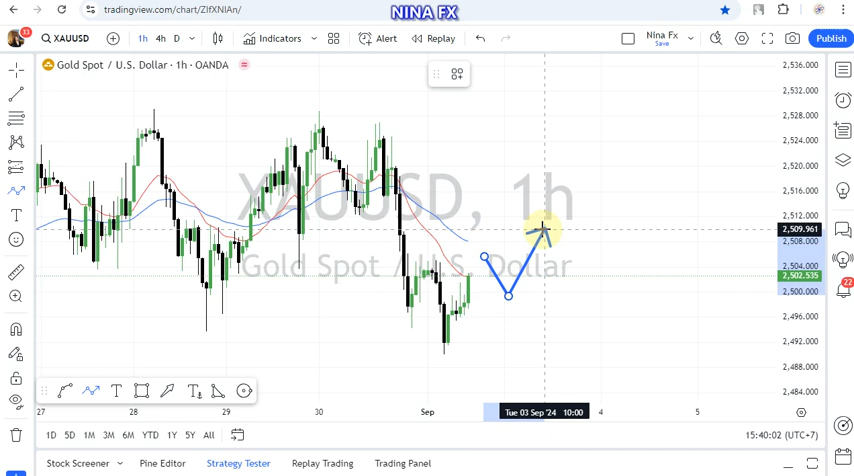 NINA FX
tradingview.com/chart/ZIfXNIAn/
33
XAUUSD 1h 4h D Indicators Alert Replay Nina Fx Save Publish
Gold Spot / U.S. Dollar · 1h · OANDA
XAUUSD, 1h
Gold Spot / U.S. Dollar
2,536.000
2,532.000
2,528.000
2,524.000
2,520.000
2,516.000
2,512.000
2,509.961
2,508.000
2,504.000
2,502.535
2,500.000
2,496.000
2,492.000
2,488.000
2,484.000
22
27 28 29 30 Sep Tue 03 Sep '24 10:00 4 5
1D 5D 1M 3M 6M YTD 1Y 5Y All 15:40:02 (UTC+7)
Stock Screener Pine Editor Strategy Tester Replay Trading Trading Panel